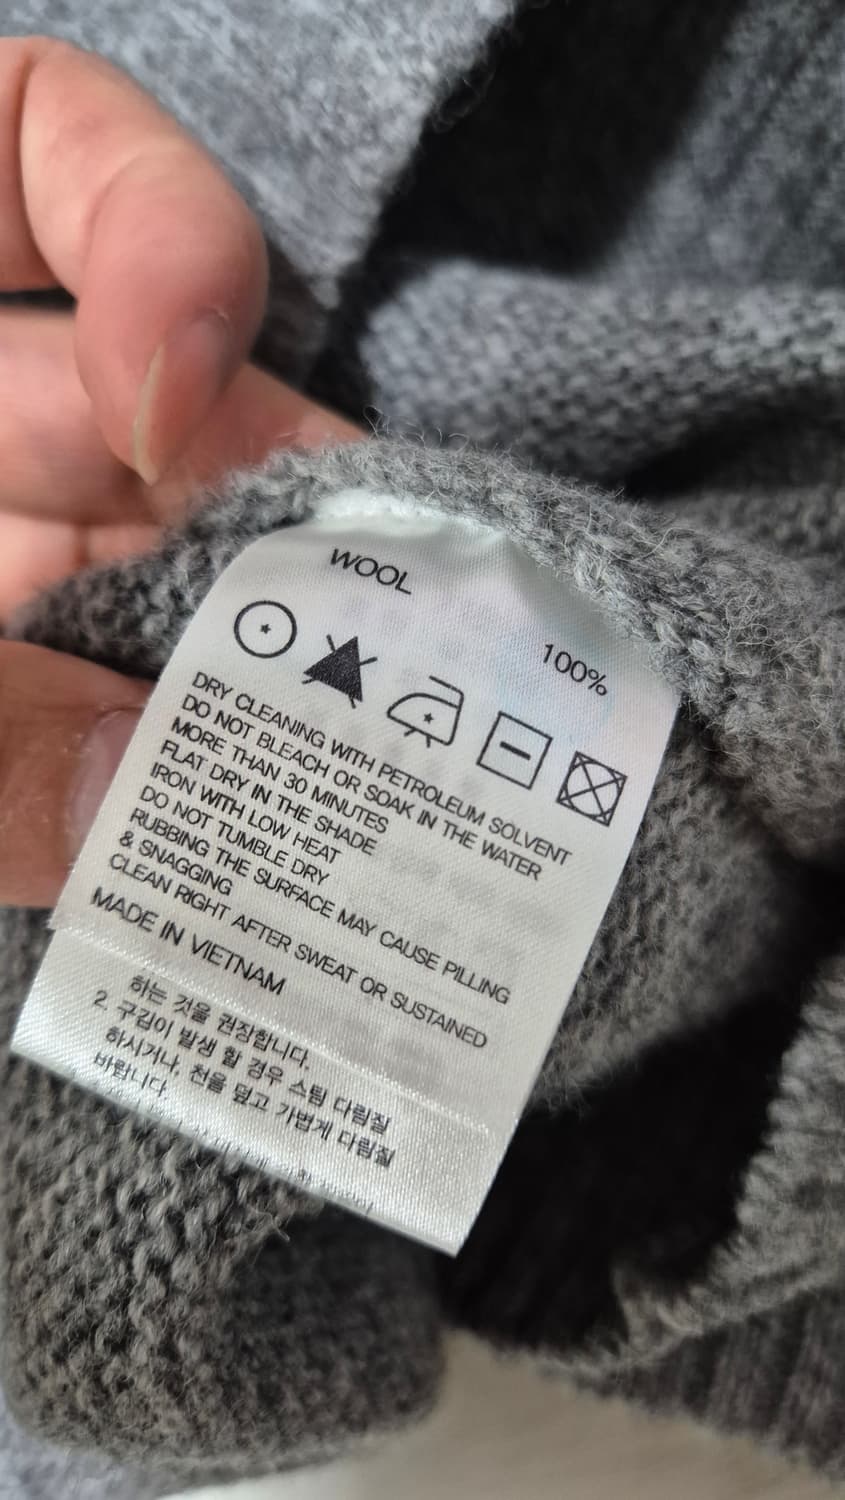 WOOL 100%
DRY CLEANING WITH PETROLEUM SOLVENT
DO NOT BLEACH OR SOAK IN THE WATER
MORE THAN 30 MINUTES
FLAT DRY IN THE SHADE
IRON WITH LOW HEAT
DO NOT TUMBLE DRY
RUBBING THE SURFACE MAY CAUSE PILLING
& SNAGGING
CLEAN RIGHT AFTER SWEAT OR SUSTAINED
MADE IN VIETNAM
하는 것을 권장합니다.
2. 구김이 발생 할 경우 스팀 다림질
하시거나, 천을 덮고 가볍게 다림질
바랍니다.